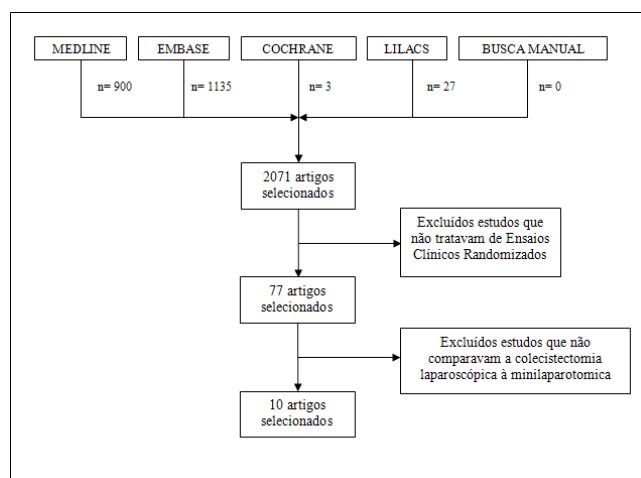 MEDLINE
EMBASE
COCHRANE
LILACS
BUSCA MANUAL
n= 900
n= 1135
n= 3
n= 27
n= 0
2071 artigos
selecionados
Excluídos estudos que
não tratavam de Ensaios
Clínicos Randomizados
77 artigos
selecionados
Excluídos estudos que não
comparavam a colecistectomia
laparoscópica à minilaparotomica
10 artigos
selecionados